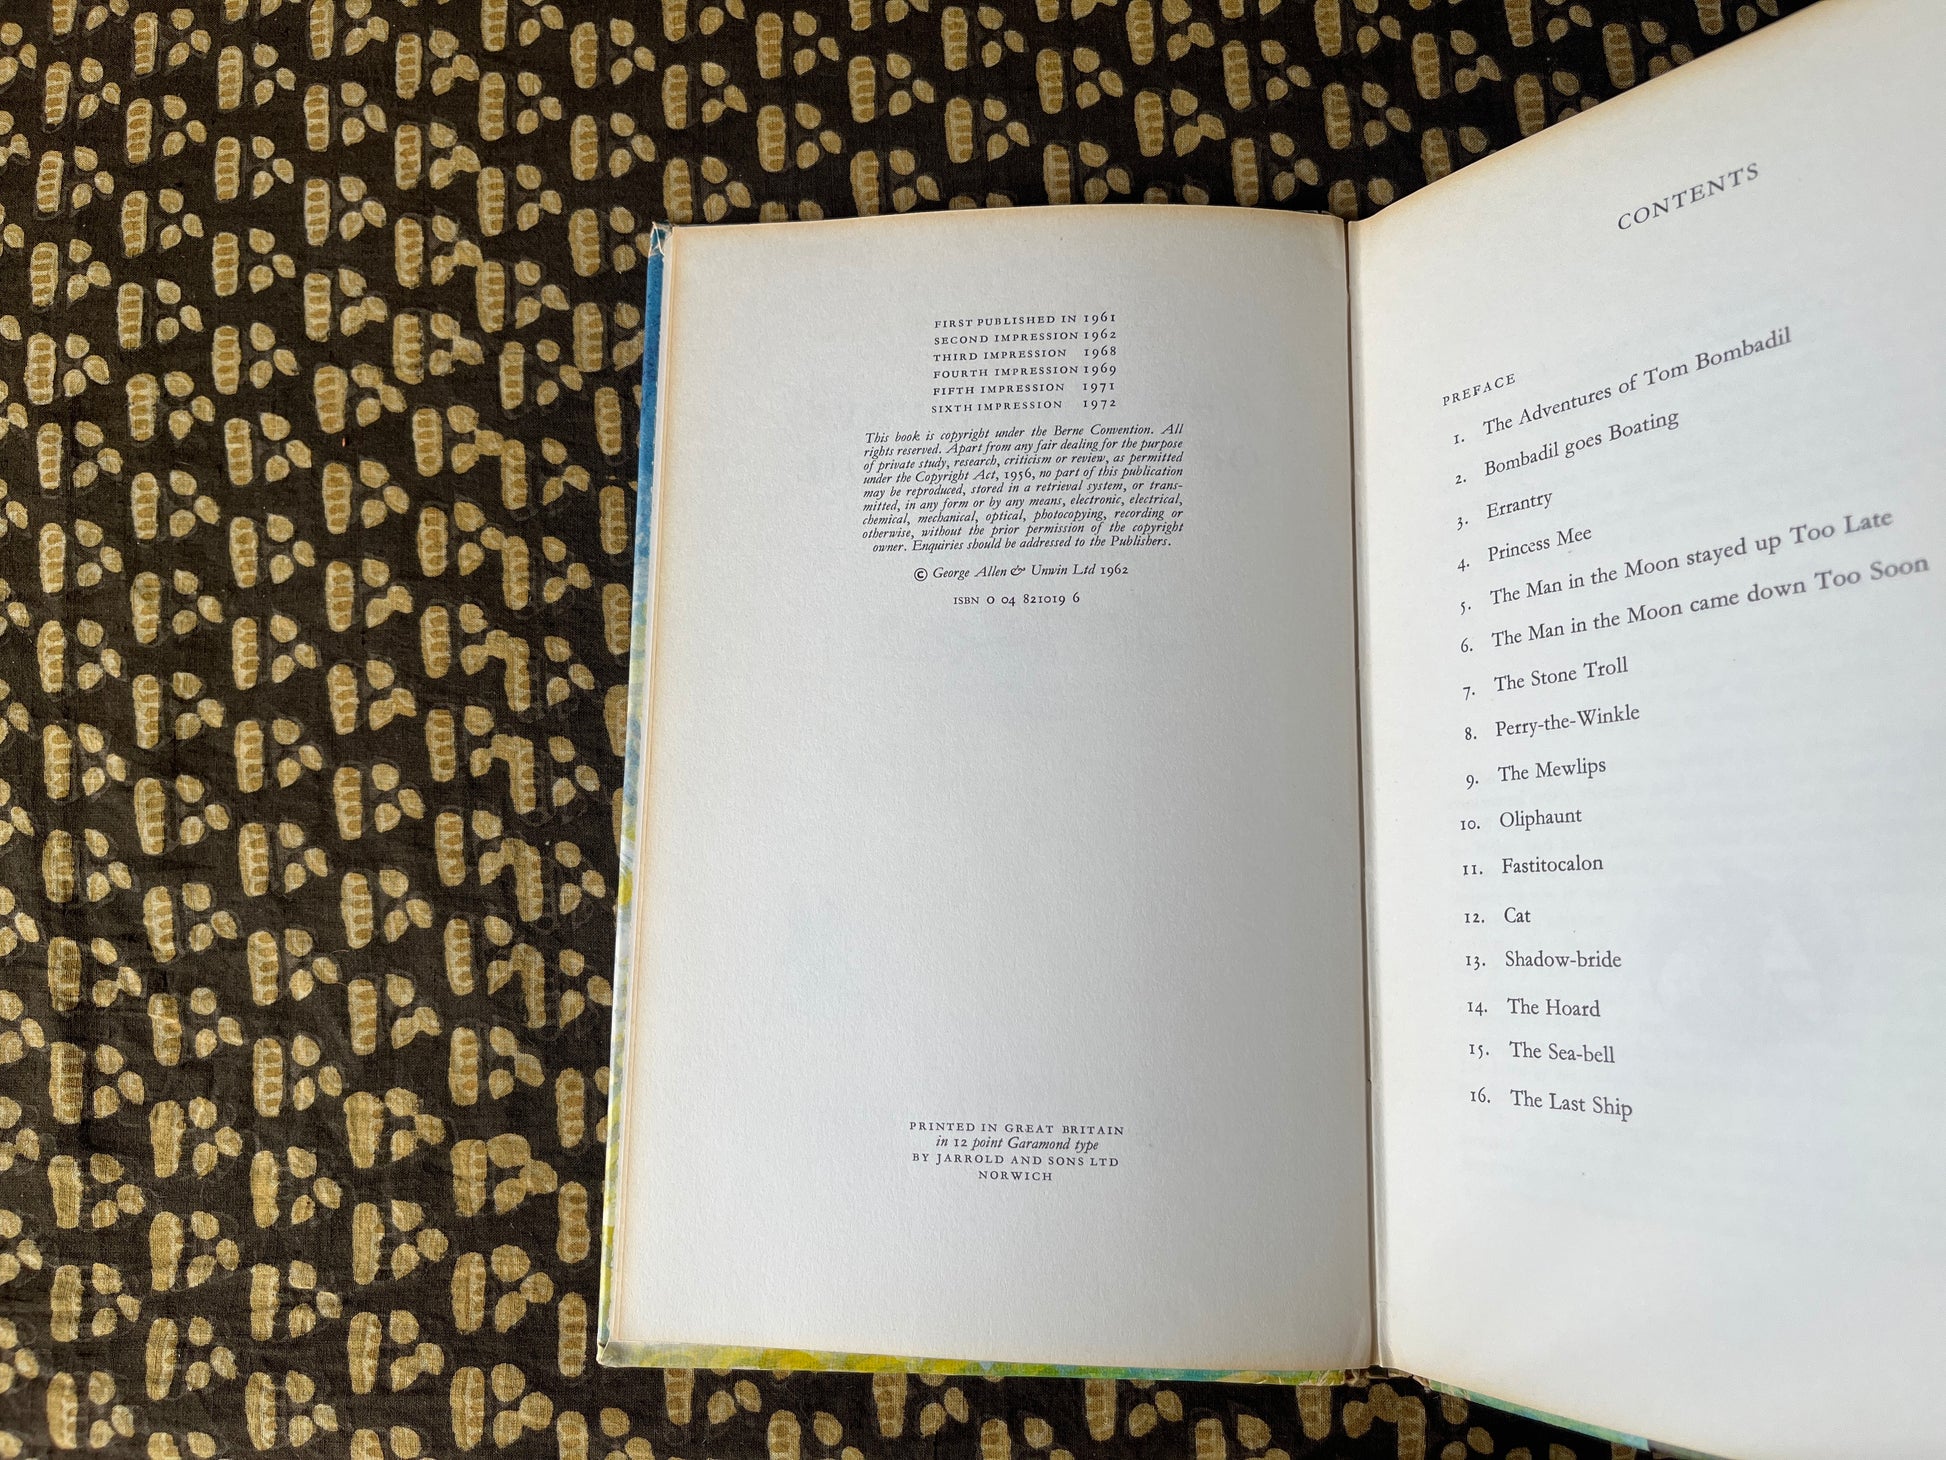 FIRST PUBLISHED IN 1961
SECOND IMPRESSION 1962
THIRD IMPRESSION 1968
FOURTH IMPRESSION 1969
FIFTH IMPRESSION 1971
SIXTH IMPRESSION 1972
This book is copyright under the Berne Convention. All
rights reserved. Apart from any fair dealing for the purpose
of private study, research, criticism or review, as permitted
under the Copyright Act, 1956, no part of this publication
may be reproduced, stored in a retrieval system, or trans-
mitted, in any form or by any means, electronic, electrical,
chemical, mechanical, optical, photocopying, recording or
otherwise, without the prior permission of the copyright
owner. Enquiries should be addressed to the Publishers.
© George Allen & Unwin Ltd 1962
ISBN 0 04 821019 6
PRINTED IN GREAT BRITAIN
in 12 point Garamond type
BY JARROLD AND SONS LTD
NORWICH
CONTENTS
PREFACE
1. The Adventures of Tom Bombadil
2. Bombadil goes Boating
3. Errantry
4. Princess Mee
5. The Man in the Moon stayed up Too Late
6. The Man in the Moon came down Too Soon
7. The Stone Troll
8. Perry-the-Winkle
9. The Mewlips
10. Oliphaunt
11. Fastitocalon
12. Cat
13. Shadow-bride
14. The Hoard
15. The Sea-bell
16. The Last Ship